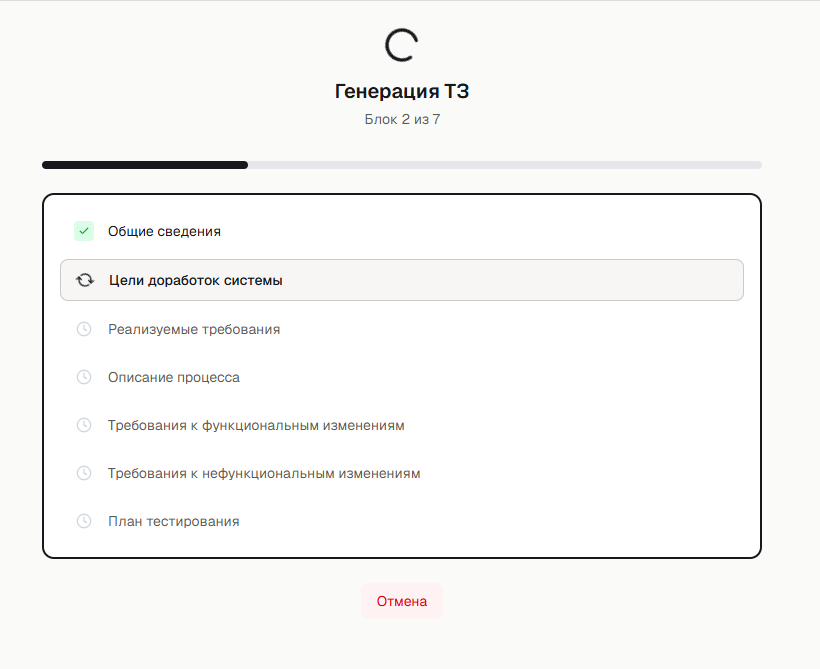 Генерация ТЗ
Блок 2 из 7
Общие сведения
Цели доработок системы
Реализуемые требования
Описание процесса
Требования к функциональным изменениям
Требования к нефункциональным изменениям
План тестирования
Отмена